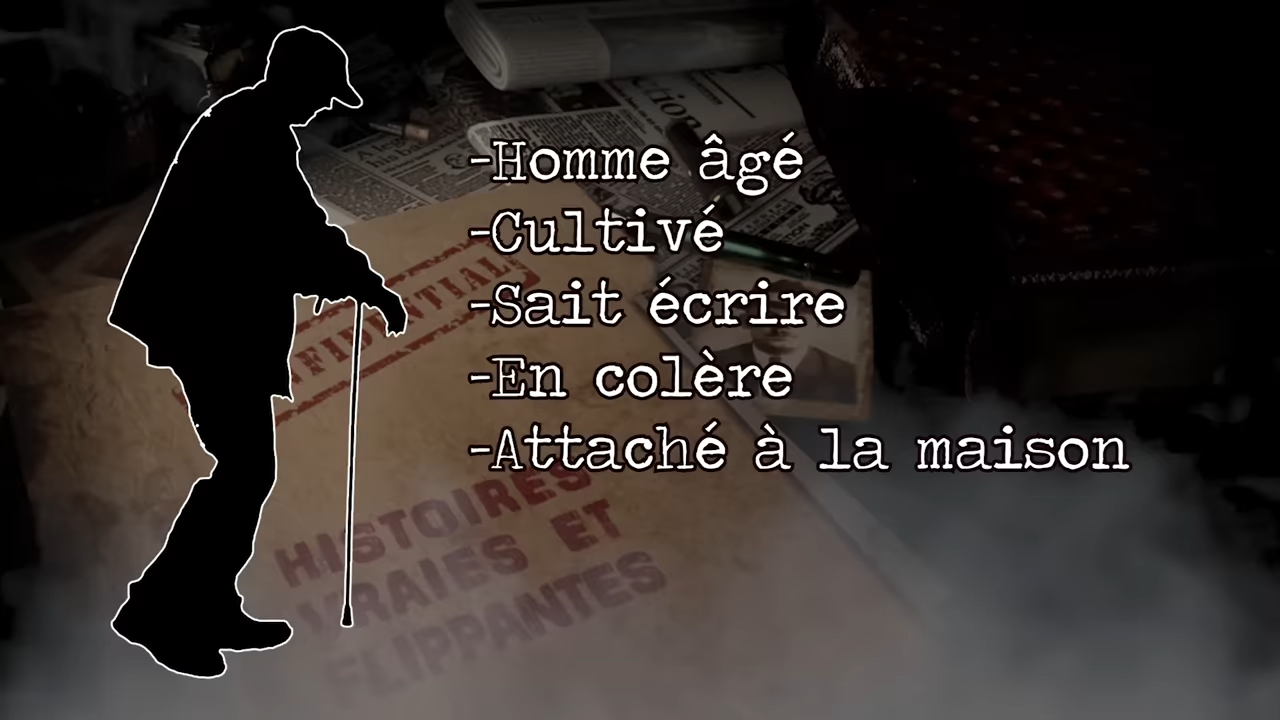 -Homme âgé
-Cultivé
-Sait écrire
-En colère
-Attaché à la maison
HISTOIRES
VRAIES ET
FLIPPANTES